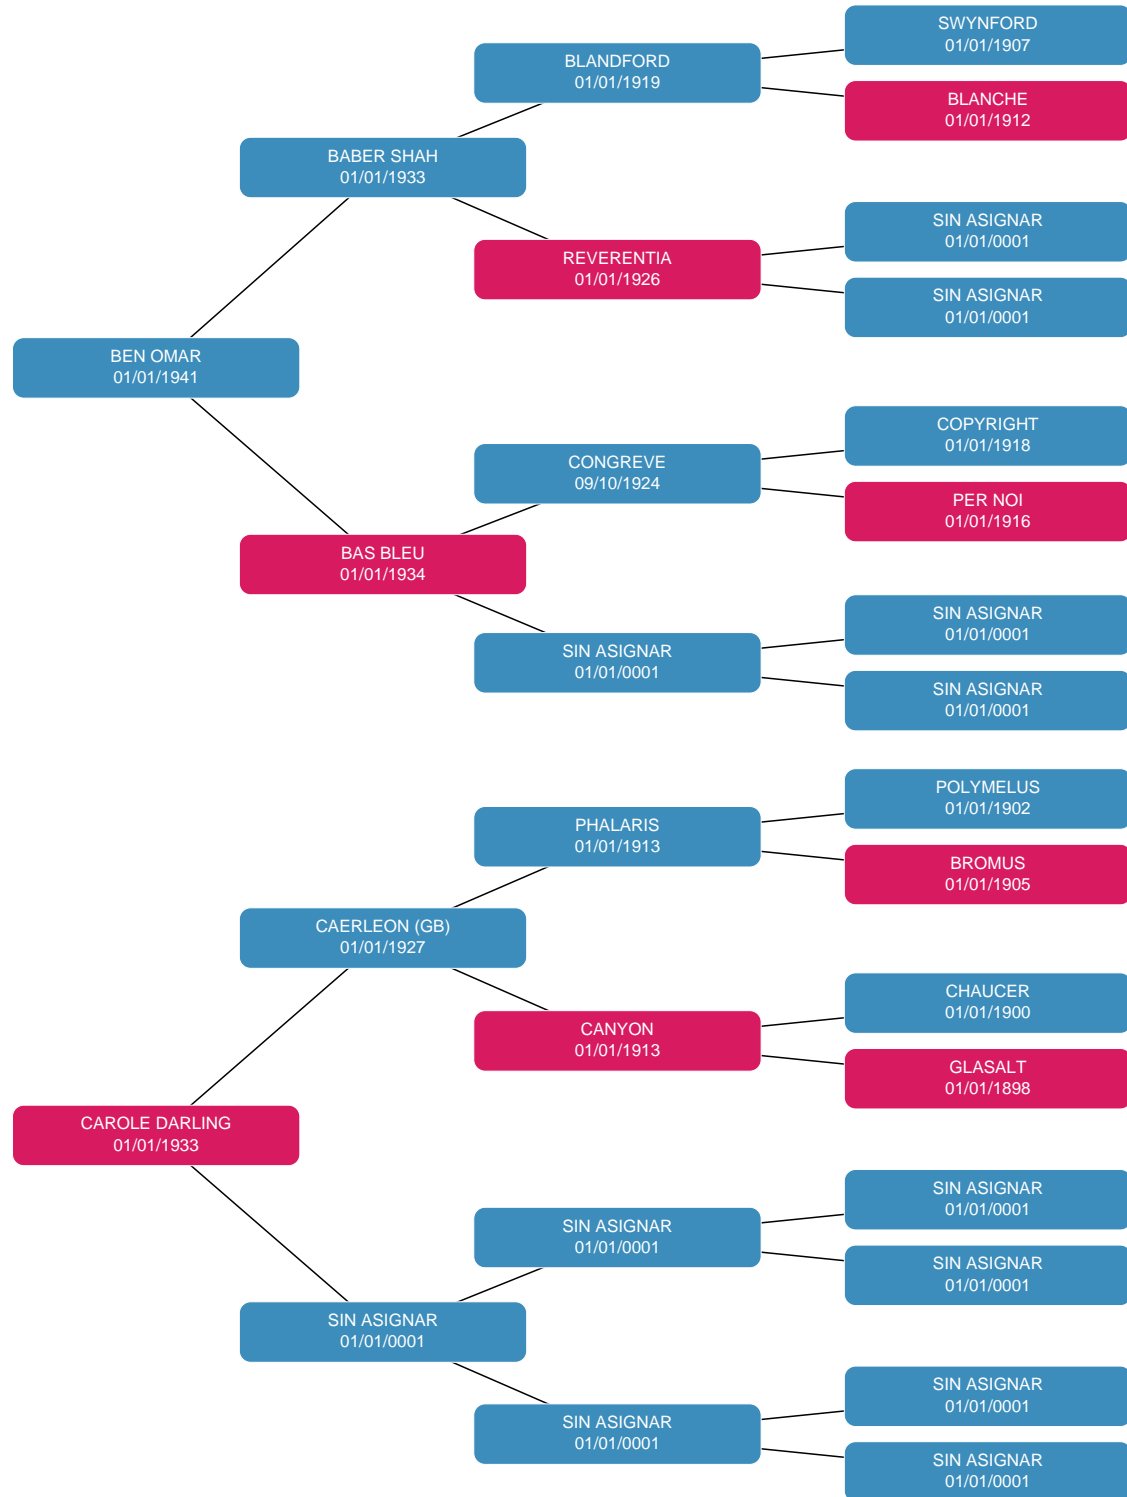 SWYNFORD
01/01/1907
BLANDFORD
01/01/1919
BLANCHE
01/01/1912
BABER SHAH
01/01/1933
SIN ASIGNAR
01/01/0001
REVERENTIA
01/01/1926
SIN ASIGNAR
01/01/0001
BEN OMAR
01/01/1941
COPYRIGHT
01/01/1918
CONGREVE
09/10/1924
PER NOI
01/01/1916
BAS BLEU
01/01/1934
SIN ASIGNAR
01/01/0001
SIN ASIGNAR
01/01/0001
SIN ASIGNAR
01/01/0001
POLYMELUS
01/01/1902
PHALARIS
01/01/1913
BROMUS
01/01/1905
CAERLEON (GB)
01/01/1927
CHAUCER
01/01/1900
CANYON
01/01/1913
GLASALT
01/01/1898
CAROLE DARLING
01/01/1933
SIN ASIGNAR
01/01/0001
SIN ASIGNAR
01/01/0001
SIN ASIGNAR
01/01/0001
SIN ASIGNAR
01/01/0001
SIN ASIGNAR
01/01/0001
SIN ASIGNAR
01/01/0001
SIN ASIGNAR
01/01/0001